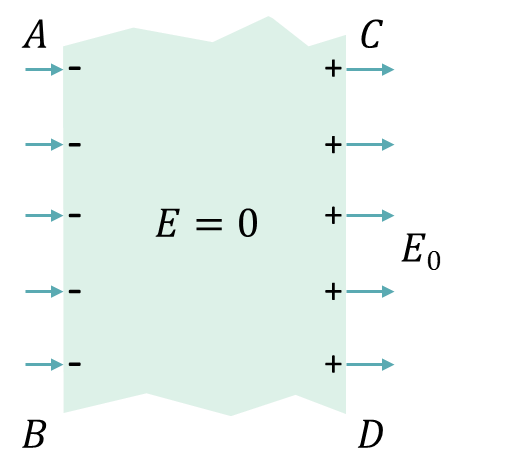 A C
- +
- +
- +
E = 0
E₀
- +
- +
B D